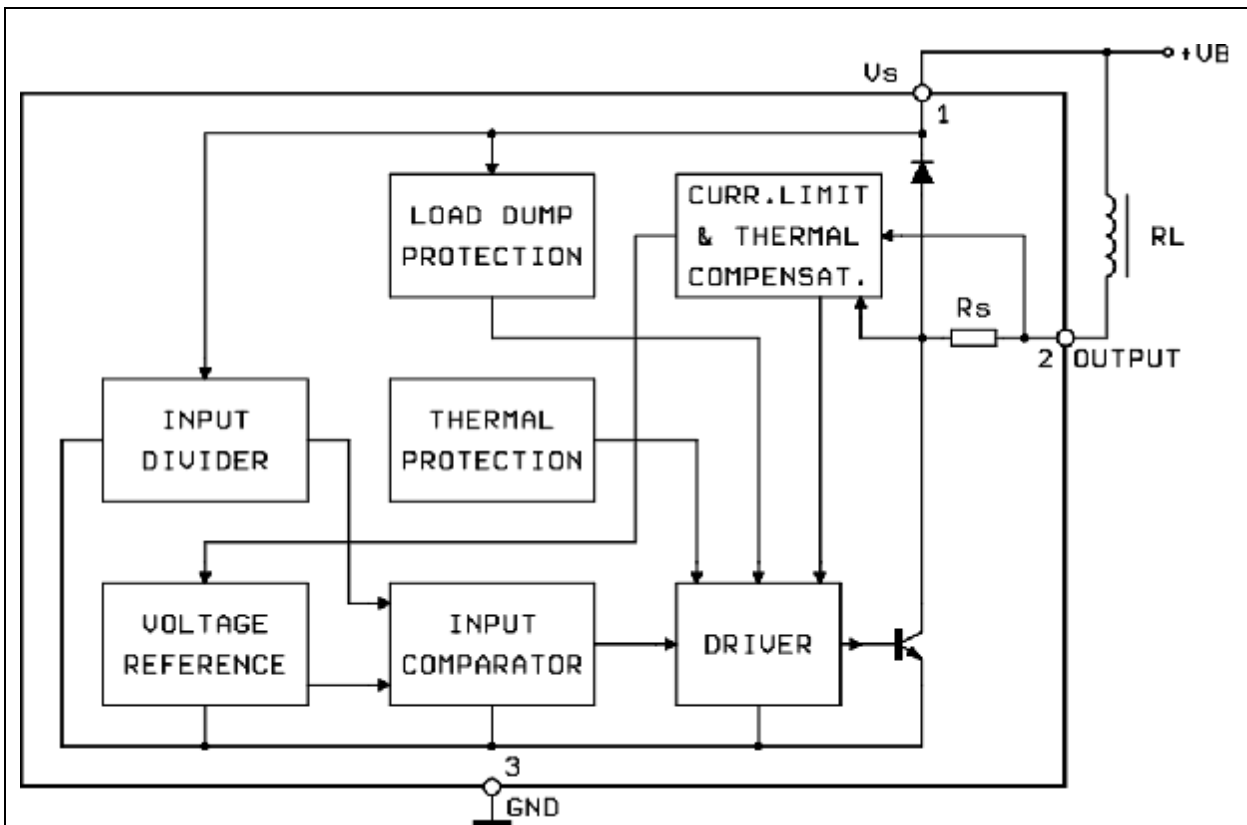 +VB
Vs
1
LOAD DUMP
PROTECTION
CURR.LIMIT
& THERMAL
COMPENSAT.
RL
Rs
2 OUTPUT
INPUT
DIVIDER
THERMAL
PROTECTION
VOLTAGE
REFERENCE
INPUT
COMPARATOR
DRIVER
3
GND